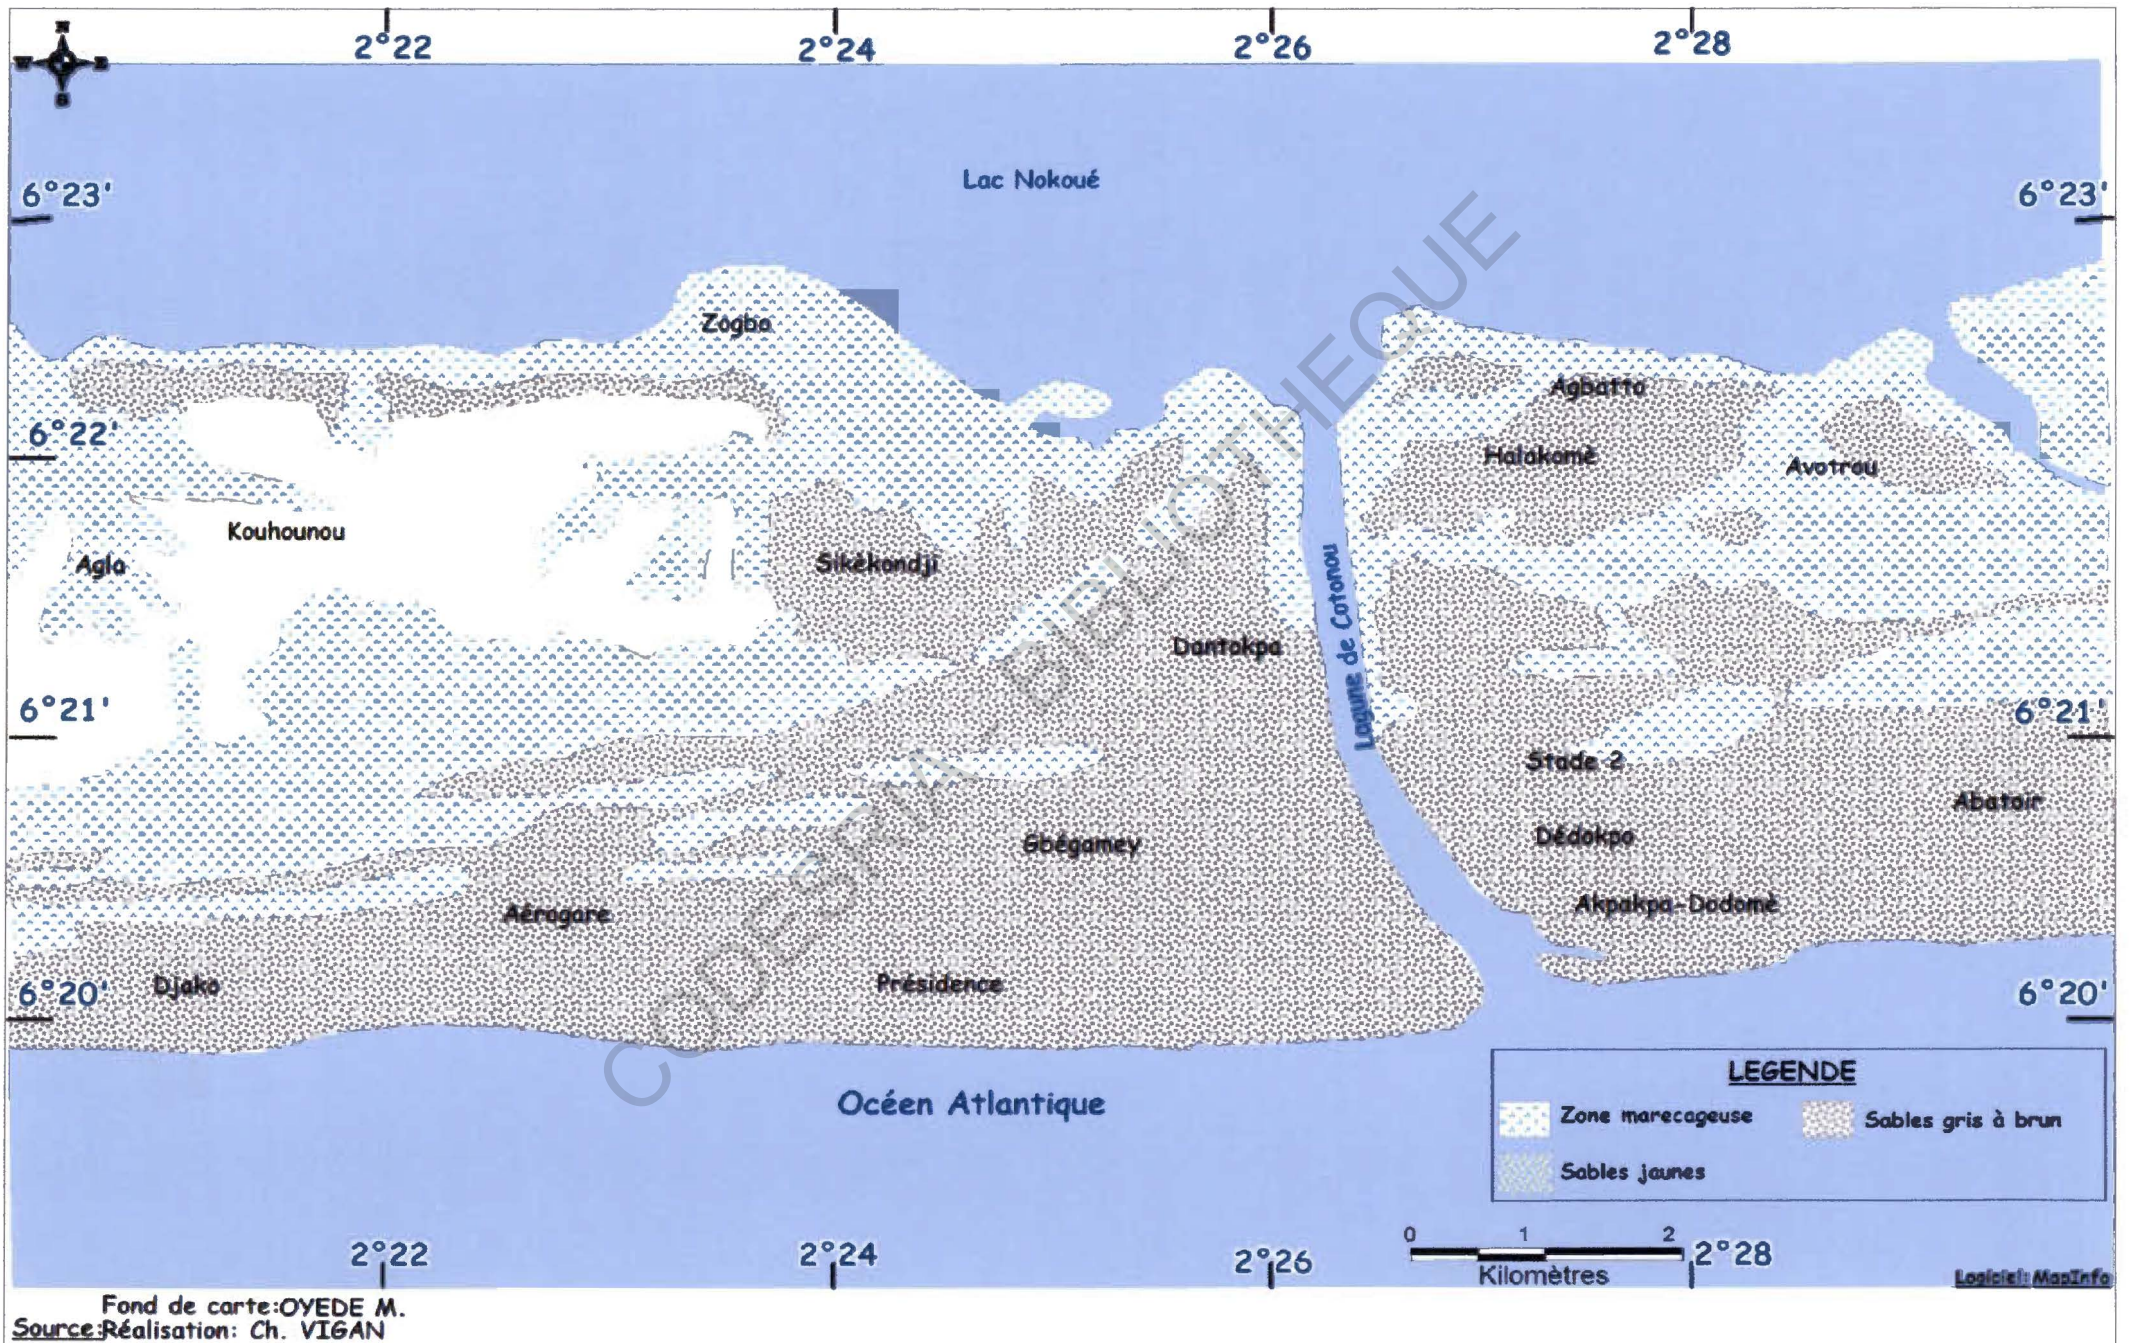 N
W E
S
2°22 2°24 2°26 2°28
Lac Nokoué
6°23' 6°23'
Zogbo
Agbatto
6°22'
Halakomè
Avotrou
Kouhounou
Agla
Sikèkondji
Dantokpa
Lagune de Cotonou
6°21' 6°21'
Stade 2
Abatoir
Dédokpo
Gbégamey
Akpakpa-Dodomè
Aérogare
Djako
Présidence
6°20' 6°20'
CODESRIA - BIBLIOTHEQUE
Océen Atlantique
LEGENDE
Zone marecageuse
Sables gris à brun
Sables jaunes
0 1 2
Kilomètres
2°22 2°24 2°26 2°28
Logiciel: MapInfo
Fond de carte:OYEDE M.
Source:Réalisation: Ch. VIGAN